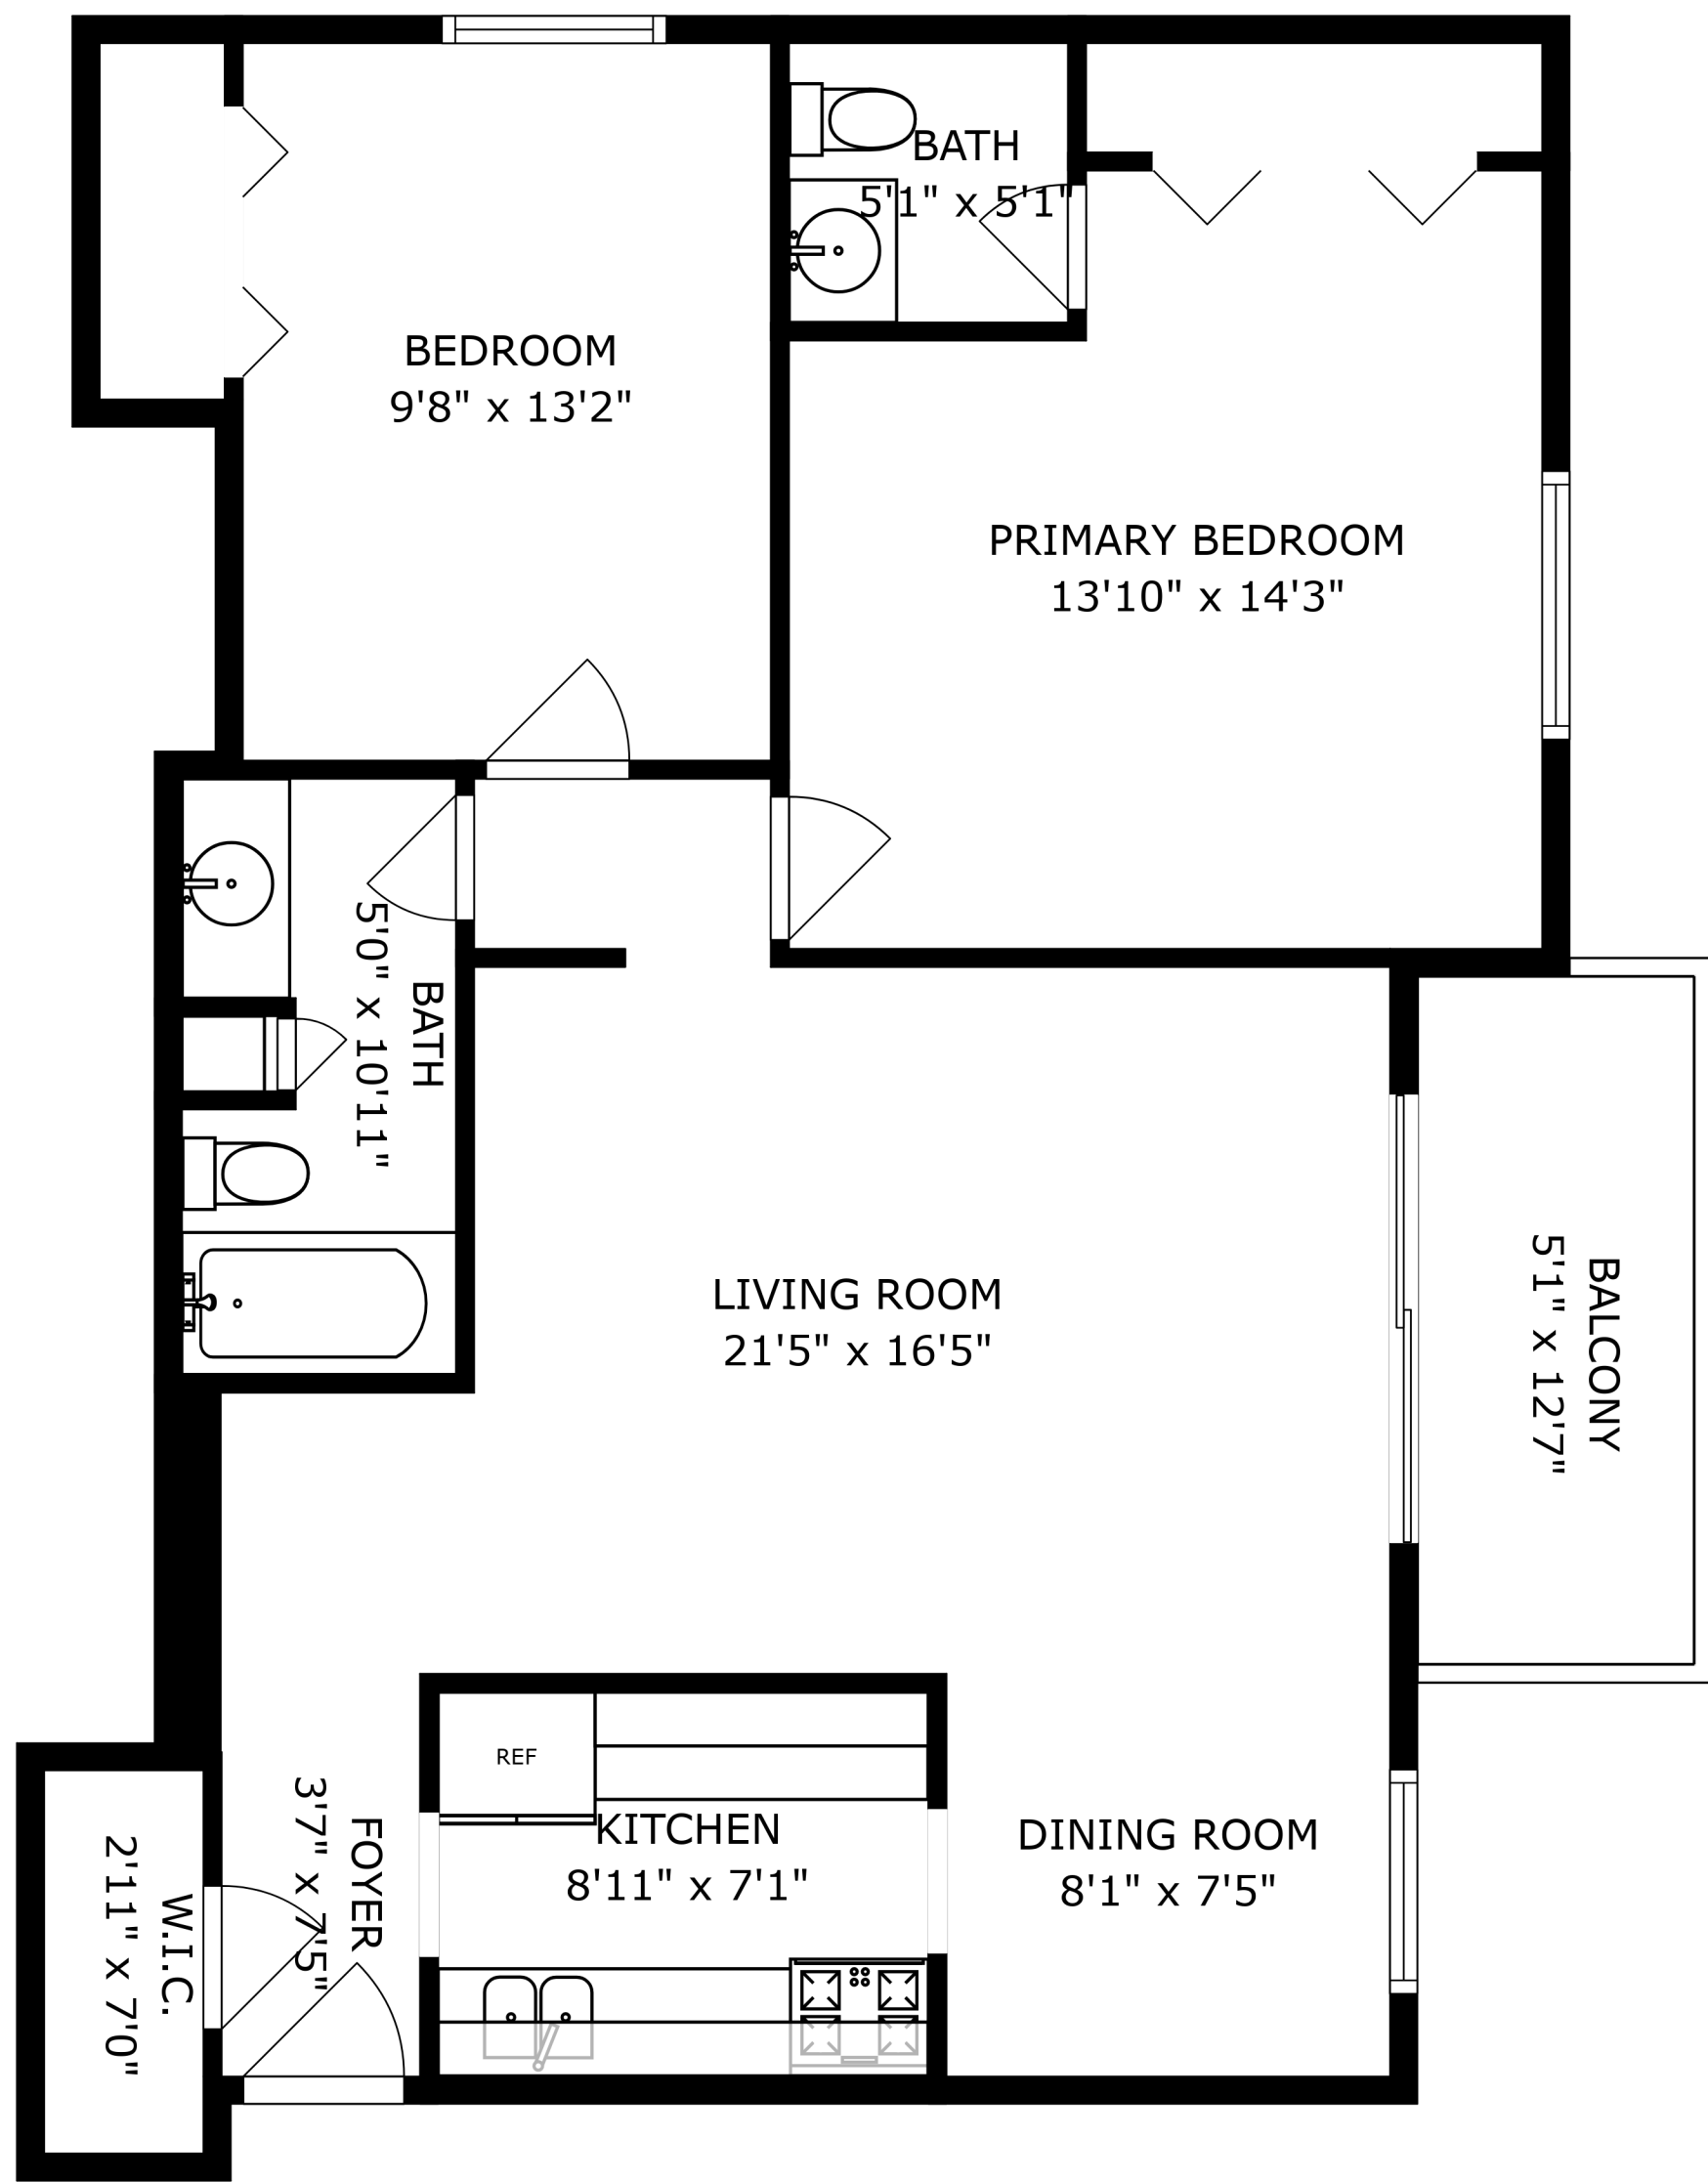 BATH
5'1" x 5'1"
BEDROOM
9'8" x 13'2"
PRIMARY BEDROOM
13'10" x 14'3"
BATH
5'0" x 10'11"
LIVING ROOM
21'5" x 16'5"
BALCONY
5'1" x 12'7"
REF
KITCHEN
8'11" x 7'1"
DINING ROOM
8'1" x 7'5"
FOYER
3'7" x 7'5"
W.I.C.
2'11" x 7'0"